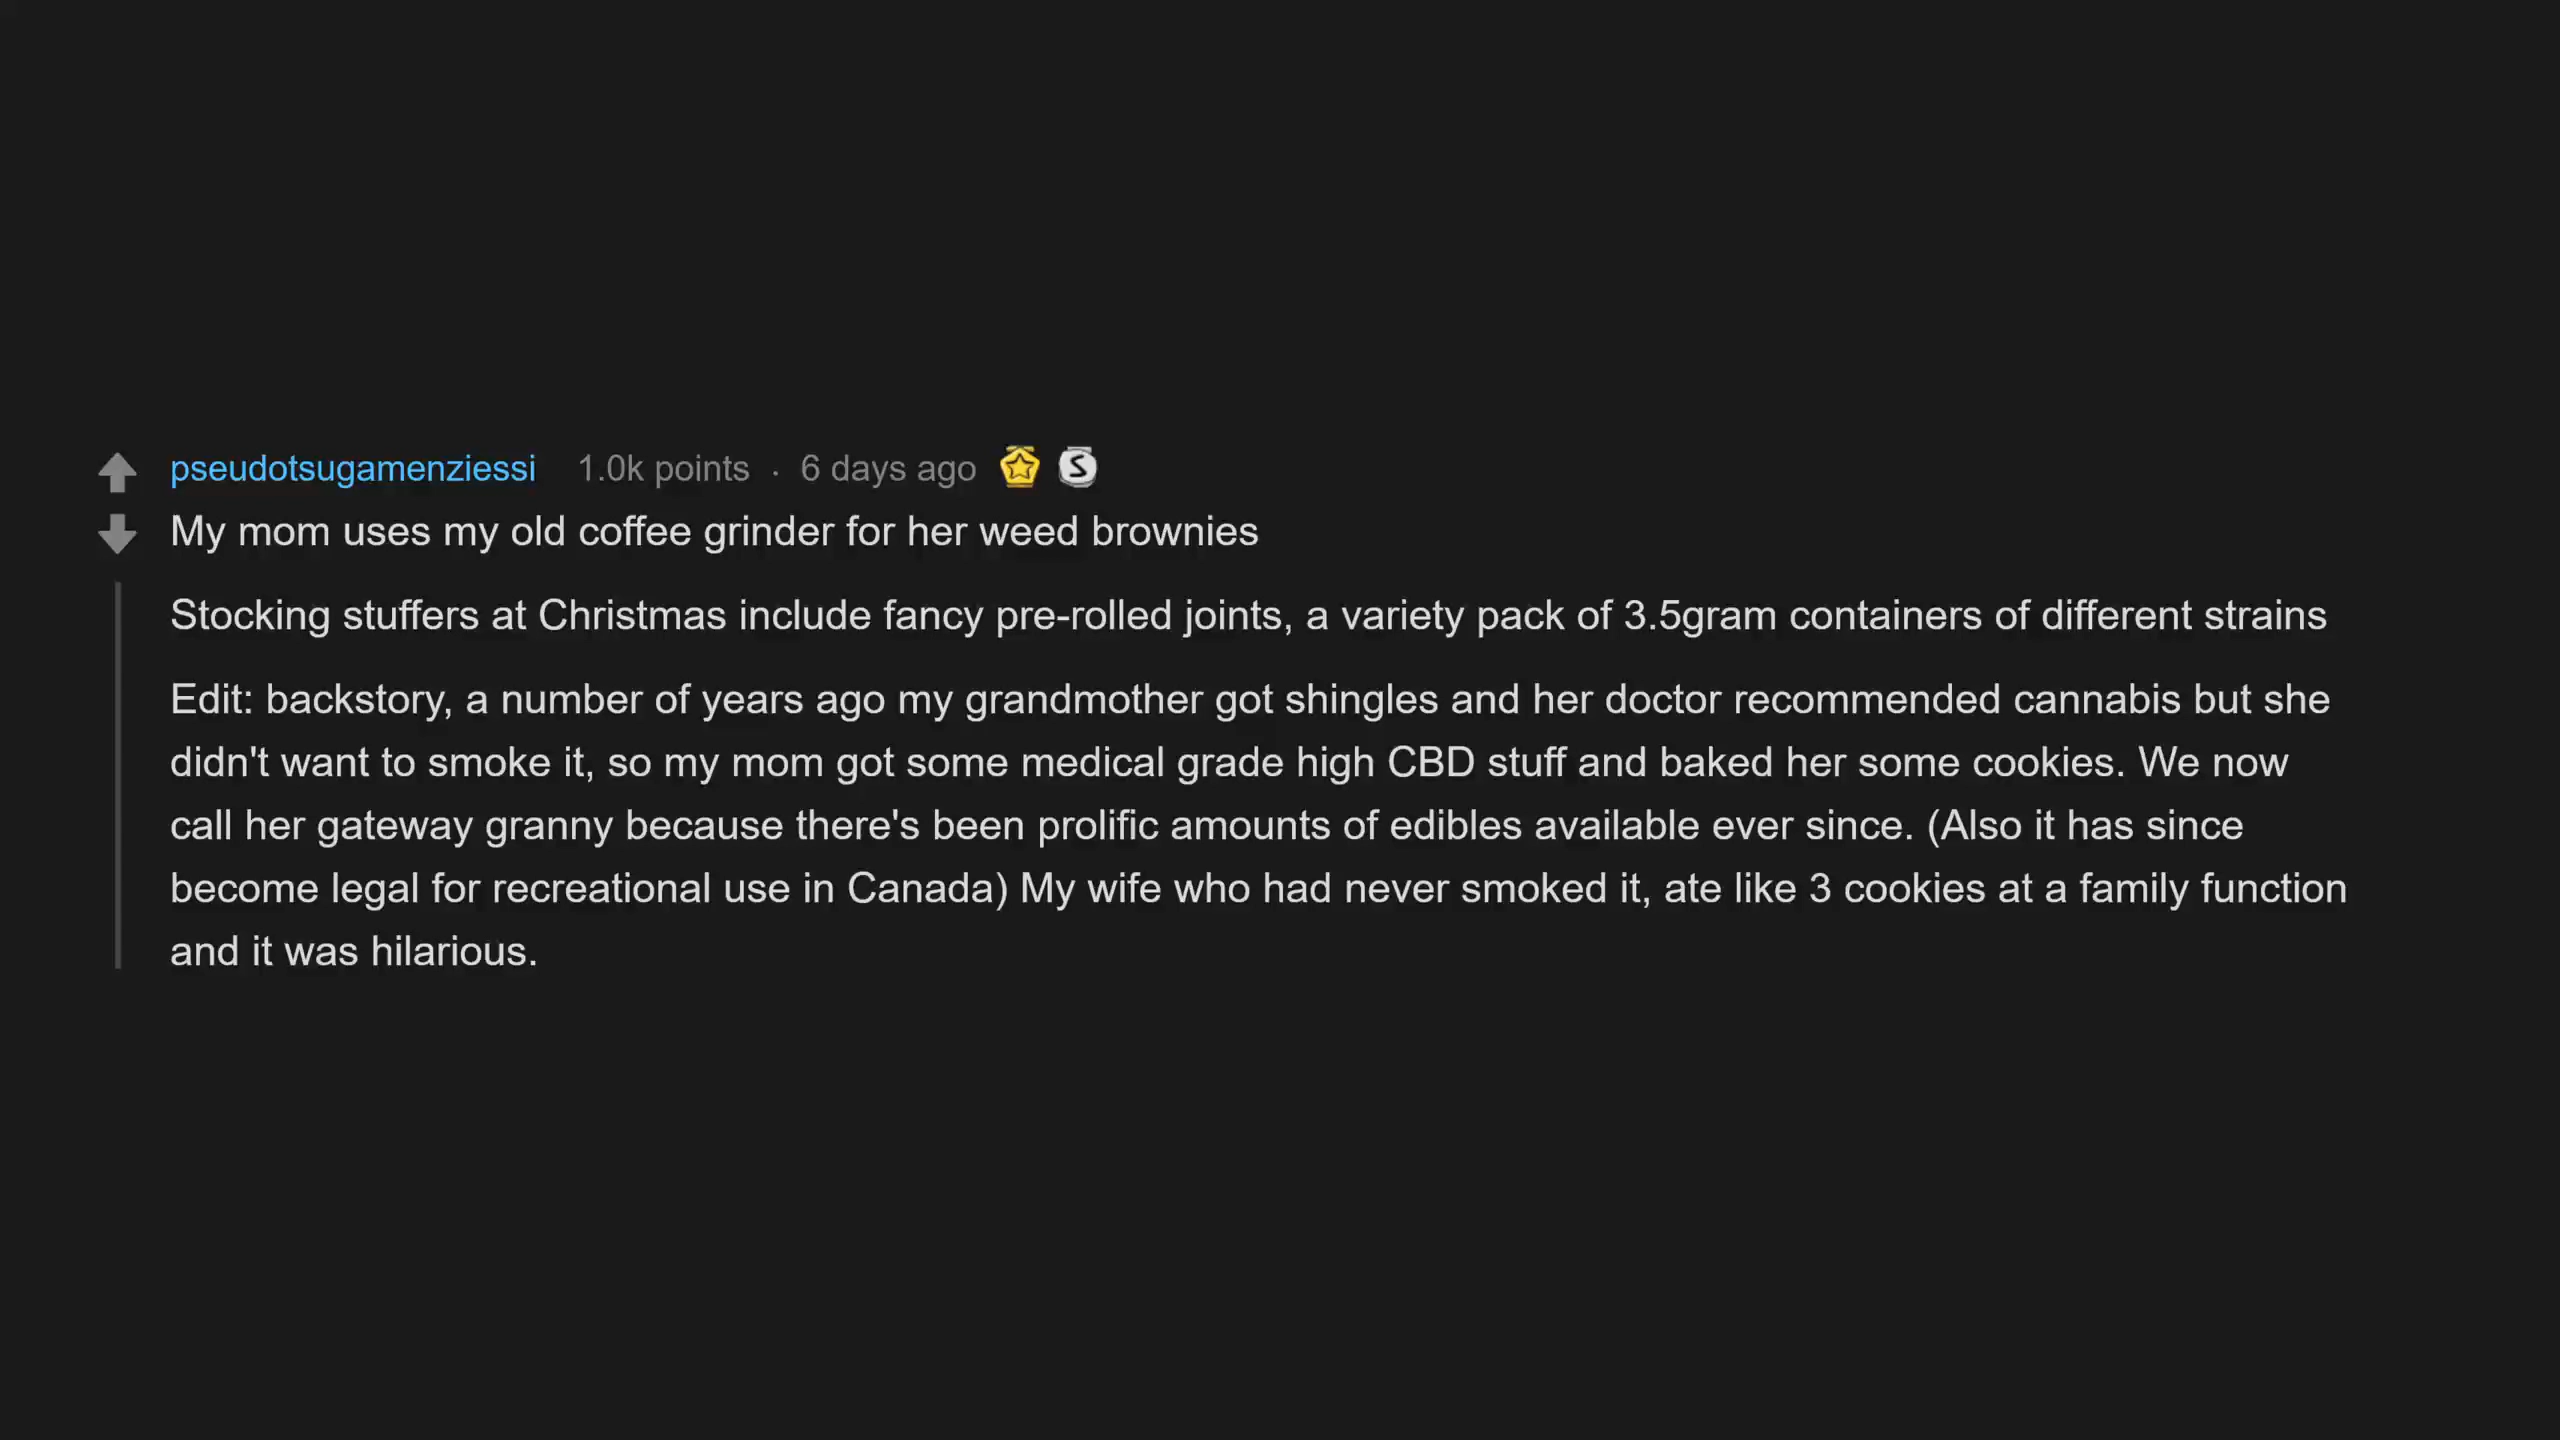 pseudotsugamenziessi 1.0k points · 6 days ago
My mom uses my old coffee grinder for her weed brownies
Stocking stuffers at Christmas include fancy pre-rolled joints, a variety pack of 3.5gram containers of different strains
Edit: backstory, a number of years ago my grandmother got shingles and her doctor recommended cannabis but she
didn't want to smoke it, so my mom got some medical grade high CBD stuff and baked her some cookies. We now
call her gateway granny because there's been prolific amounts of edibles available ever since. (Also it has since
become legal for recreational use in Canada) My wife who had never smoked it, ate like 3 cookies at a family function
and it was hilarious.